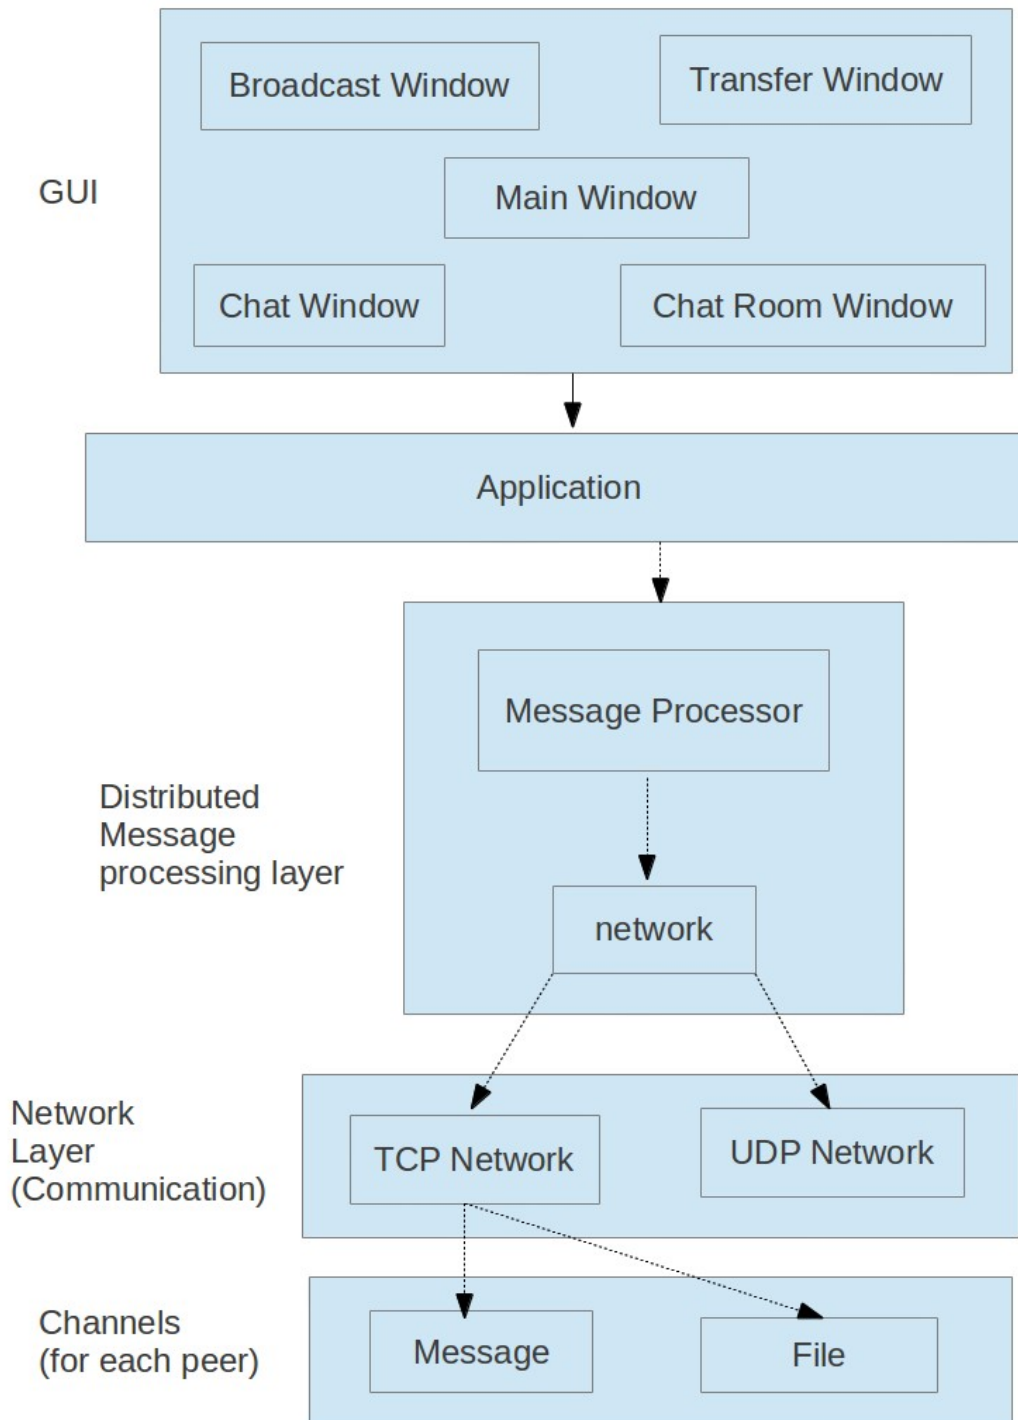 Broadcast Window
Transfer Window
GUI
Main Window
Chat Window
Chat Room Window
Application
Message Processor
Distributed
Message
processing layer
network
Network
Layer
(Communication)
TCP Network
UDP Network
Channels
(for each peer)
Message
File